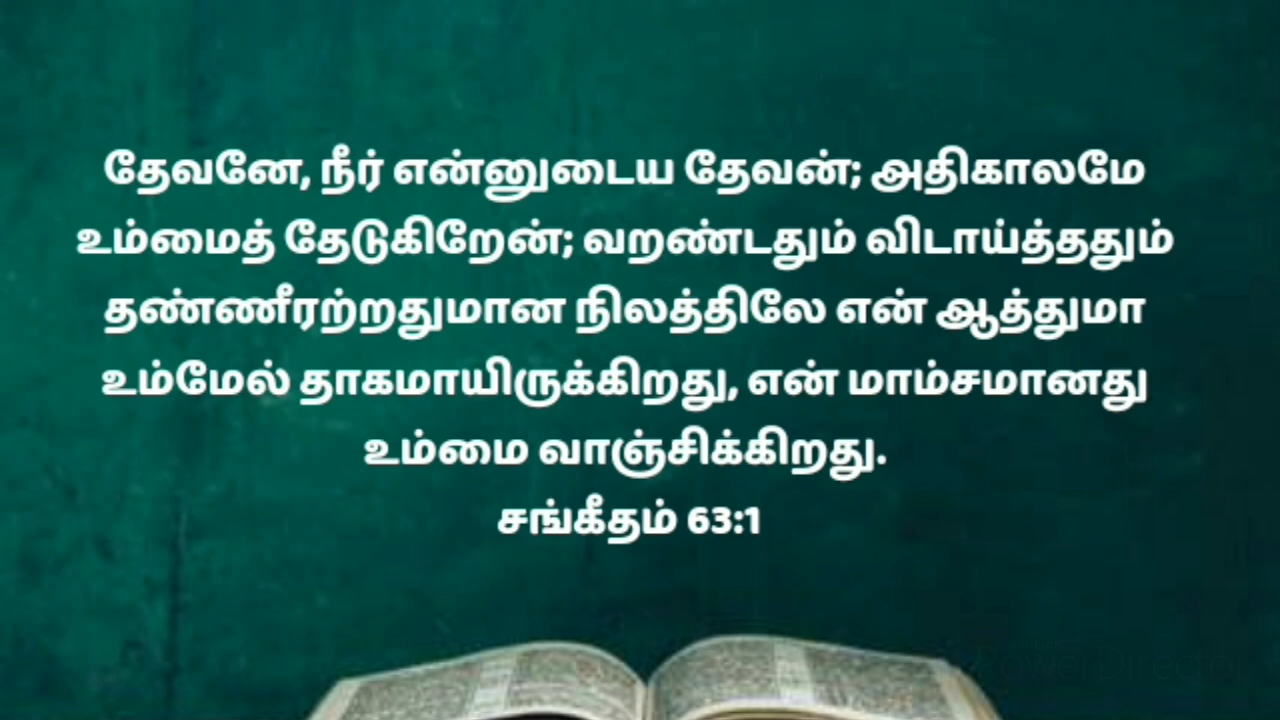 தேவனே, நீர் என்னுடைய தேவன்; அதிகாலமே
உம்மைத் தேடுகிறேன்; வறண்டதும் விடாய்த்ததும்
தண்ணீரற்றதுமான நிலத்திலே என் ஆத்துமா
உம்மேல் தாகமாயிருக்கிறது, என் மாம்சமானது
உம்மை வாஞ்சிக்கிறது.
சங்கீதம் 63:1
PowerDirector